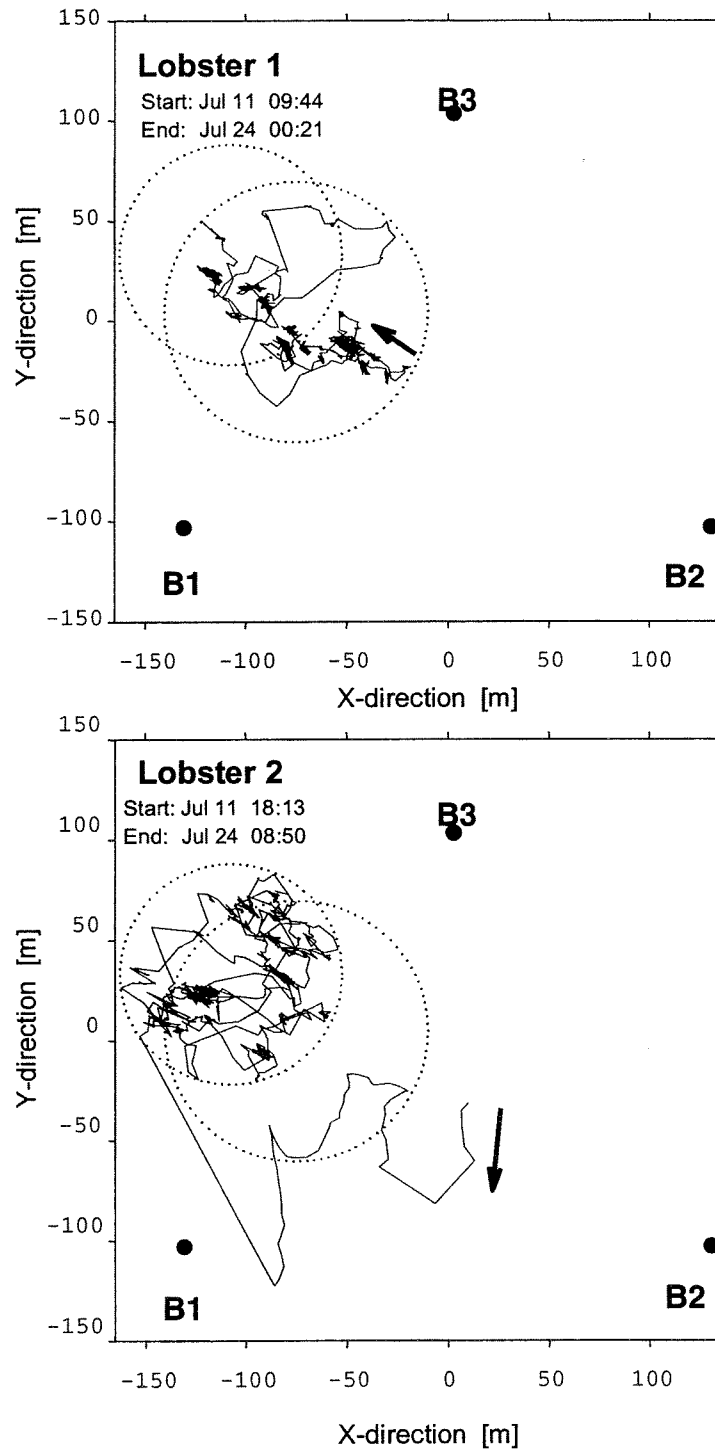 150
Lobster 1
Start: Jul 11 09:44
End: Jul 24 00:21
B3
100
50
0
-50
-100
-150
Y-direction [m]
B1
B2
-150 -100 -50 0 50 100
X-direction [m]
150
Lobster 2
Start: Jul 11 18:13
End: Jul 24 08:50
B3
100
50
0
-50
-100
-150
Y-direction [m]
B1
B2
-150 -100 -50 0 50 100
X-direction [m]